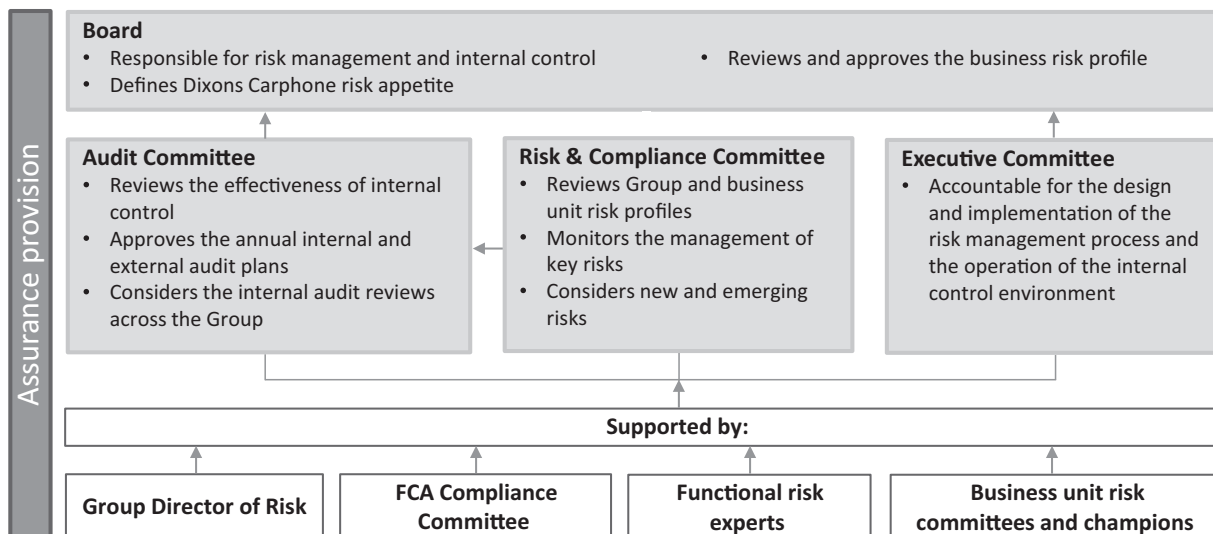 Assurance provision
Board
• Responsible for risk management and internal control
• Defines Dixons Carphone risk appetite
• Reviews and approves the business risk profile
Audit Committee
• Reviews the effectiveness of internal
control
• Approves the annual internal and
external audit plans
• Considers the internal audit reviews
across the Group
Risk & Compliance Committee
• Reviews Group and business
unit risk profiles
• Monitors the management of
key risks
• Considers new and emerging
risks
Executive Committee
• Accountable for the design
and implementation of the
risk management process and
the operation of the internal
control environment
Supported by:
Group Director of Risk
FCA Compliance
Committee
Functional risk
experts
Business unit risk
committees and champions